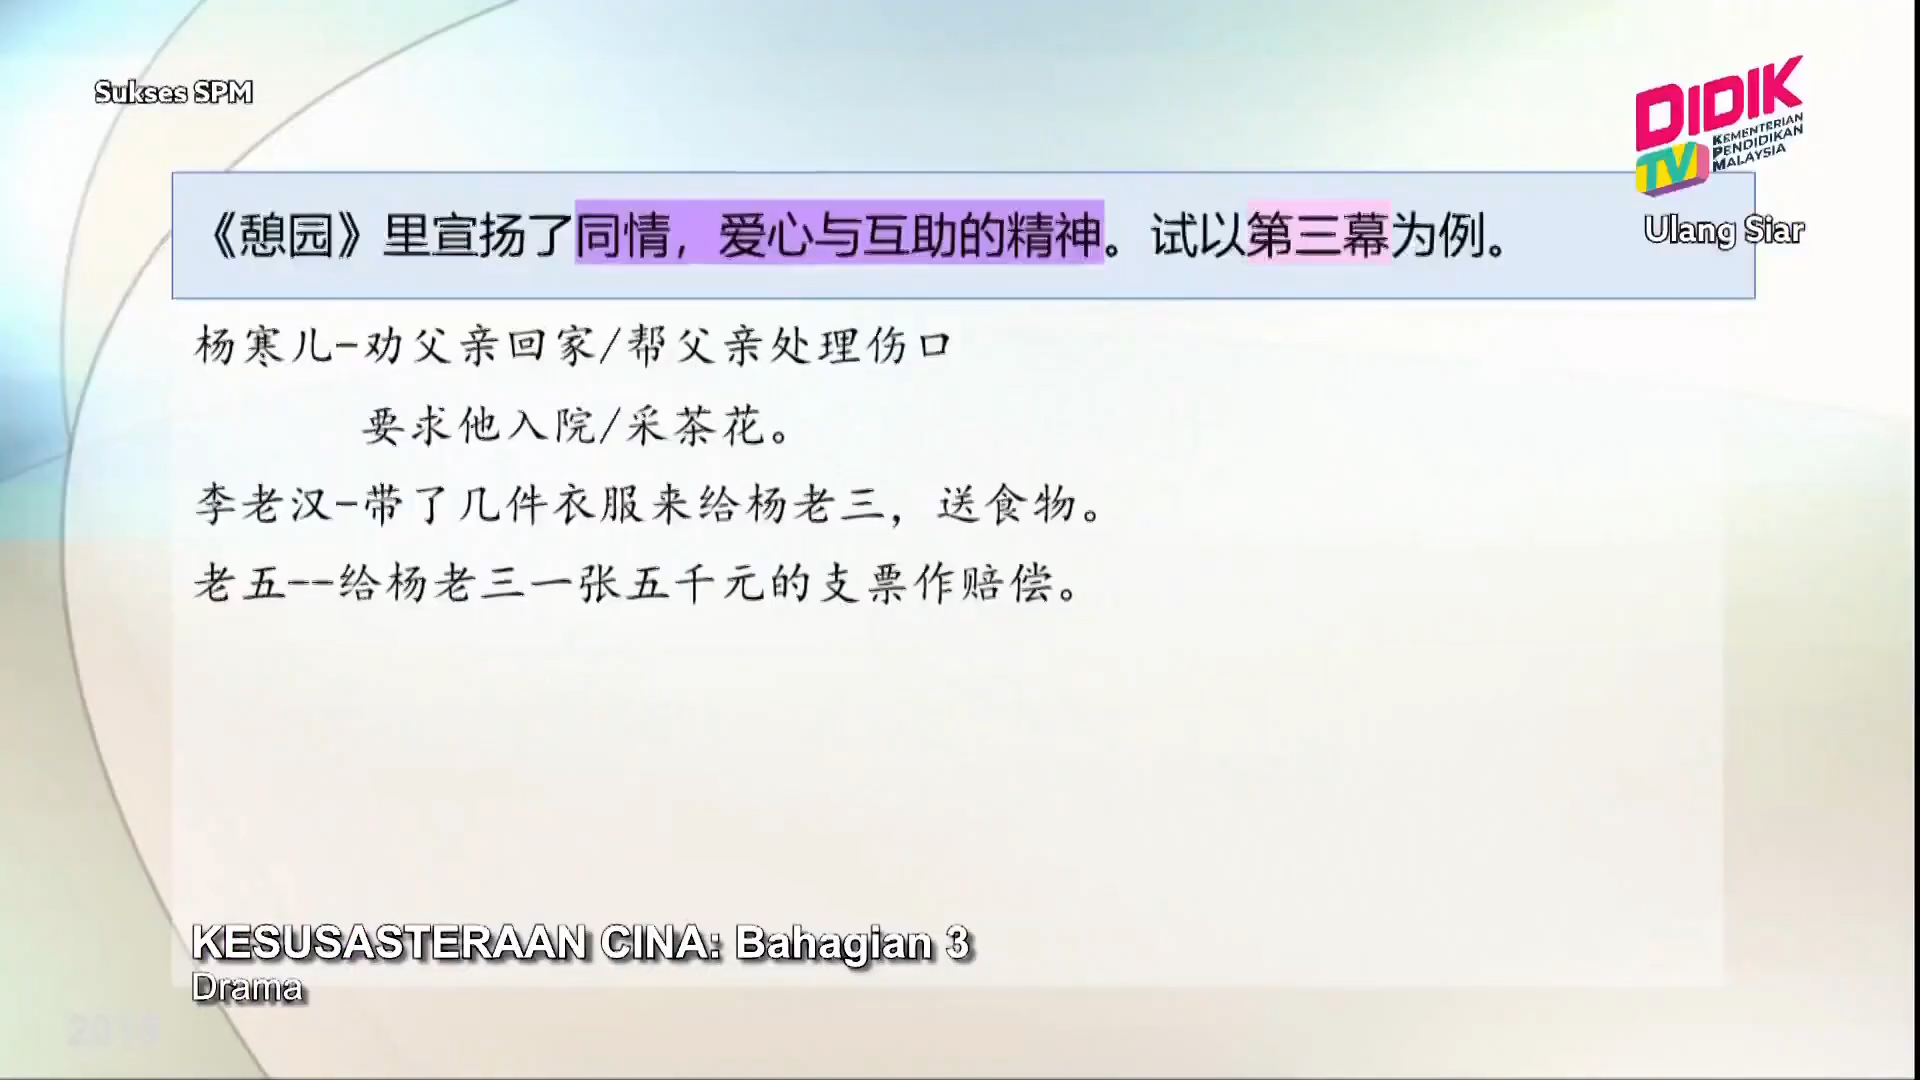 Sukses SPM
DIDIK
TV
KEMENTERIAN
PENDIDIKAN
MALAYSIA
Ulang Siar
《憩园》里宣扬了同情，爱心与互助的精神。试以第三幕为例。
杨寒儿-劝父亲回家/帮父亲处理伤口
要求他入院/采茶花。
李老汉-带了几件衣服来给杨老三，送食物。
老五--给杨老三一张五千元的支票作赔偿。
KESUSASTERAAN CINA: Bahagian 3
Drama